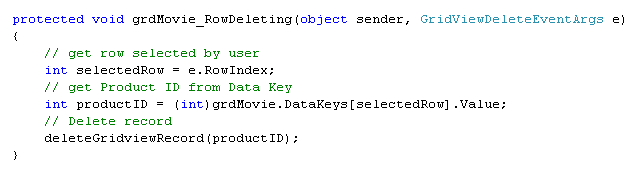 protected void grdMovie_RowDeleting(object sender, GridViewDeleteEventArgs e)
{
// get row selected by user
int selectedRow = e.RowIndex;
// get Product ID from Data Key
int productID = (int)grdMovie.DataKeys[selectedRow].Value;
// Delete record
deleteGridviewRecord(productID);
}